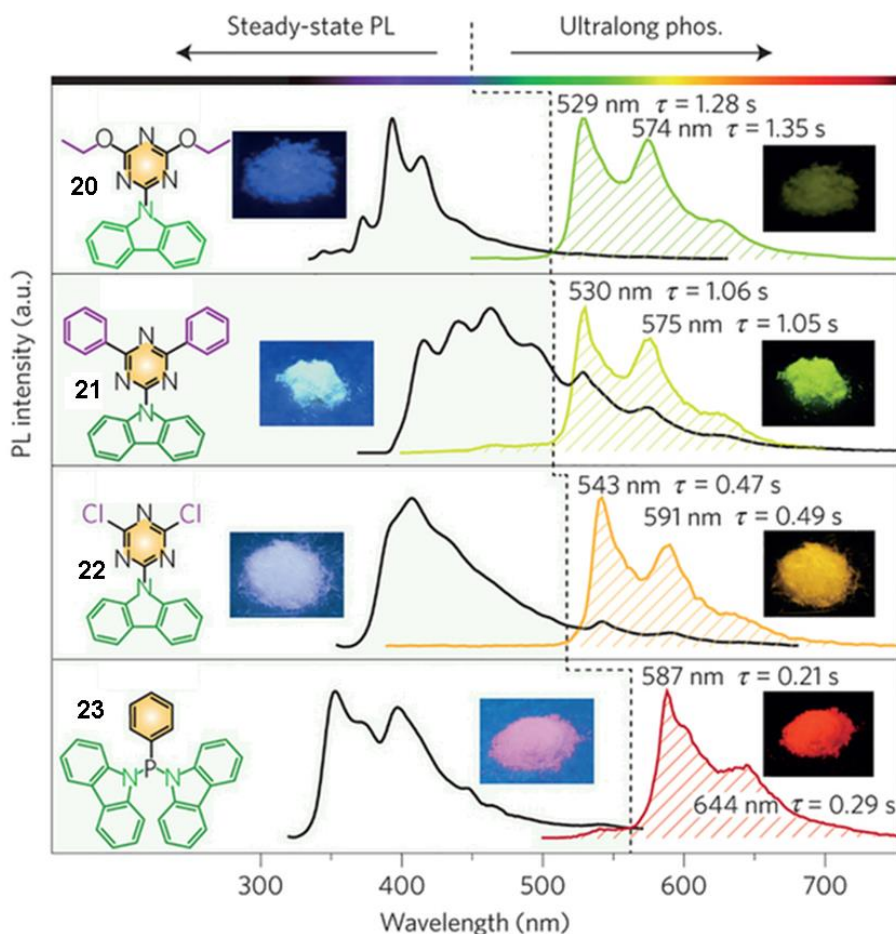 Steady-state PL
Ultralong phos.
529 nm τ = 1.28 s
574 nm τ = 1.35 s
N
O
O
N
N
20
N
530 nm τ = 1.06 s
575 nm τ = 1.05 s
N
N
N
21
N
543 nm τ = 0.47 s
591 nm τ = 0.49 s
Cl
N
Cl
N
N
22
N
587 nm τ = 0.21 s
23
N
P
N
644 nm τ = 0.29 s
PL intensity (a.u.)
300 400 500 600 700
Wavelength (nm)